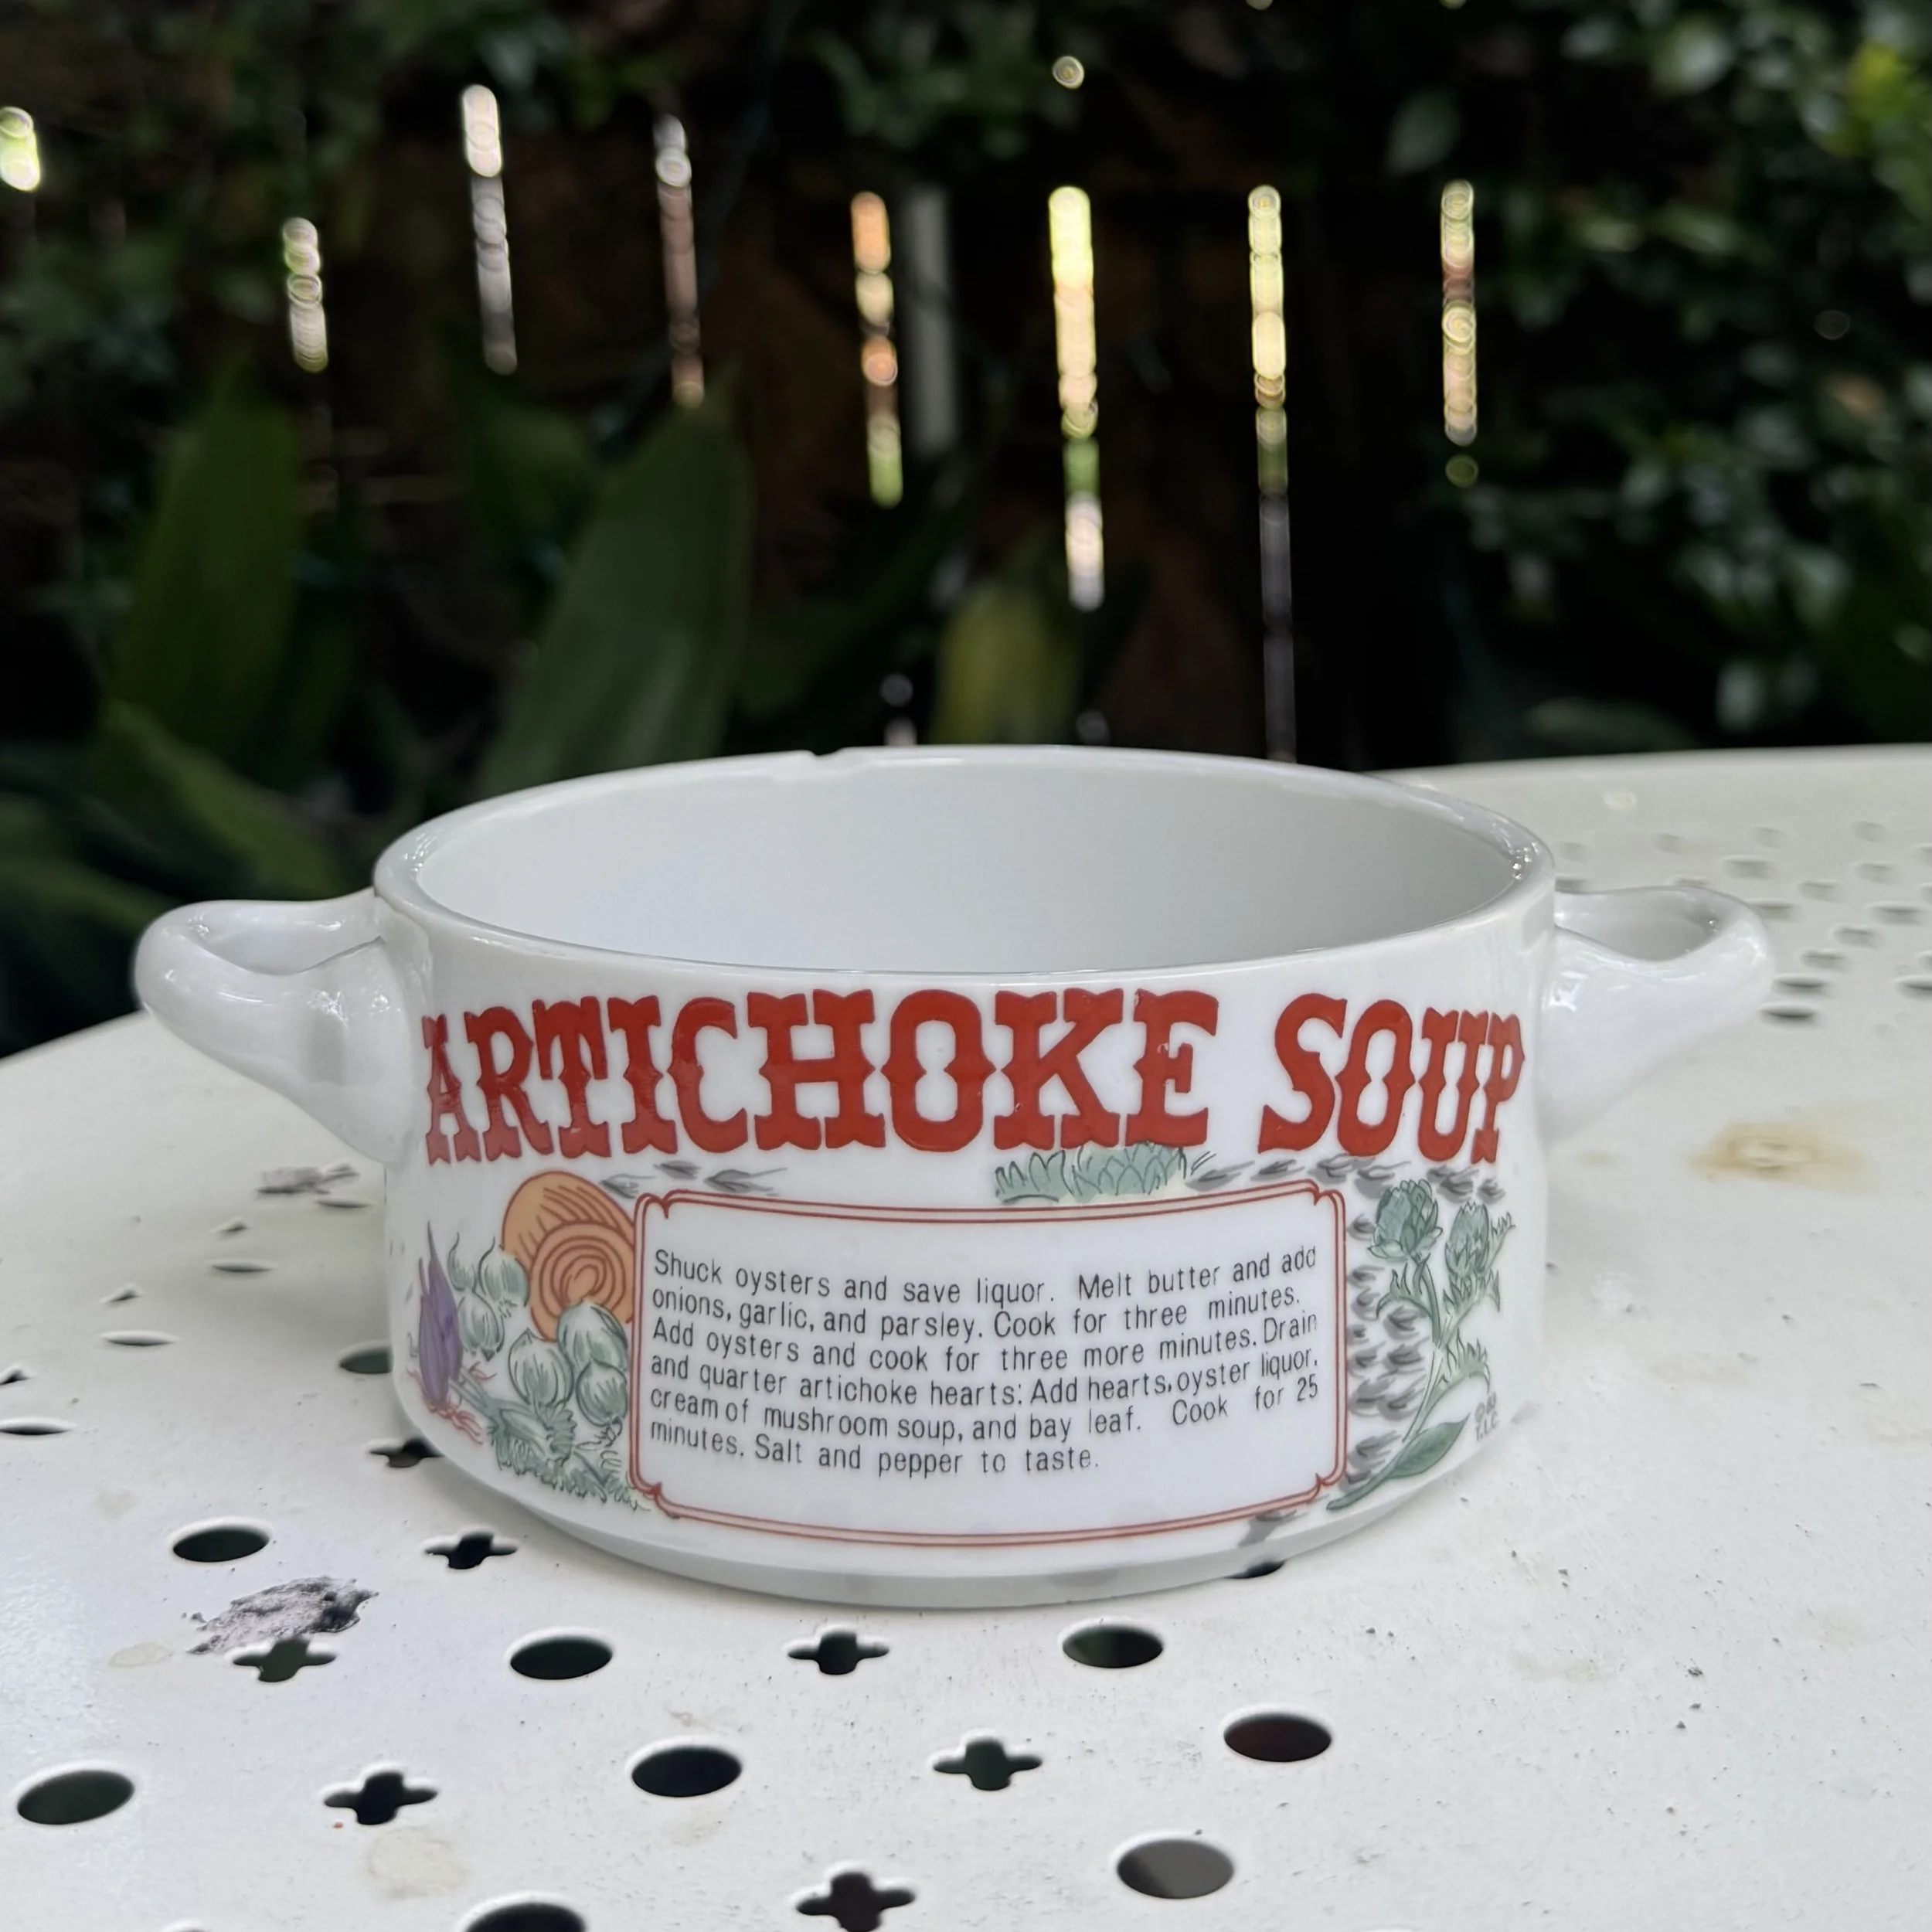 ARTICHOKE SOUP
Shuck oysters and save liquor. Melt butter and add
onions, garlic, and parsley. Cook for three minutes.
Add oysters and cook for three more minutes. Drain
and quarter artichoke hearts: Add hearts, oyster liquor,
cream of mushroom soup, and bay leaf. Cook for 25
minutes. Salt and pepper to taste.